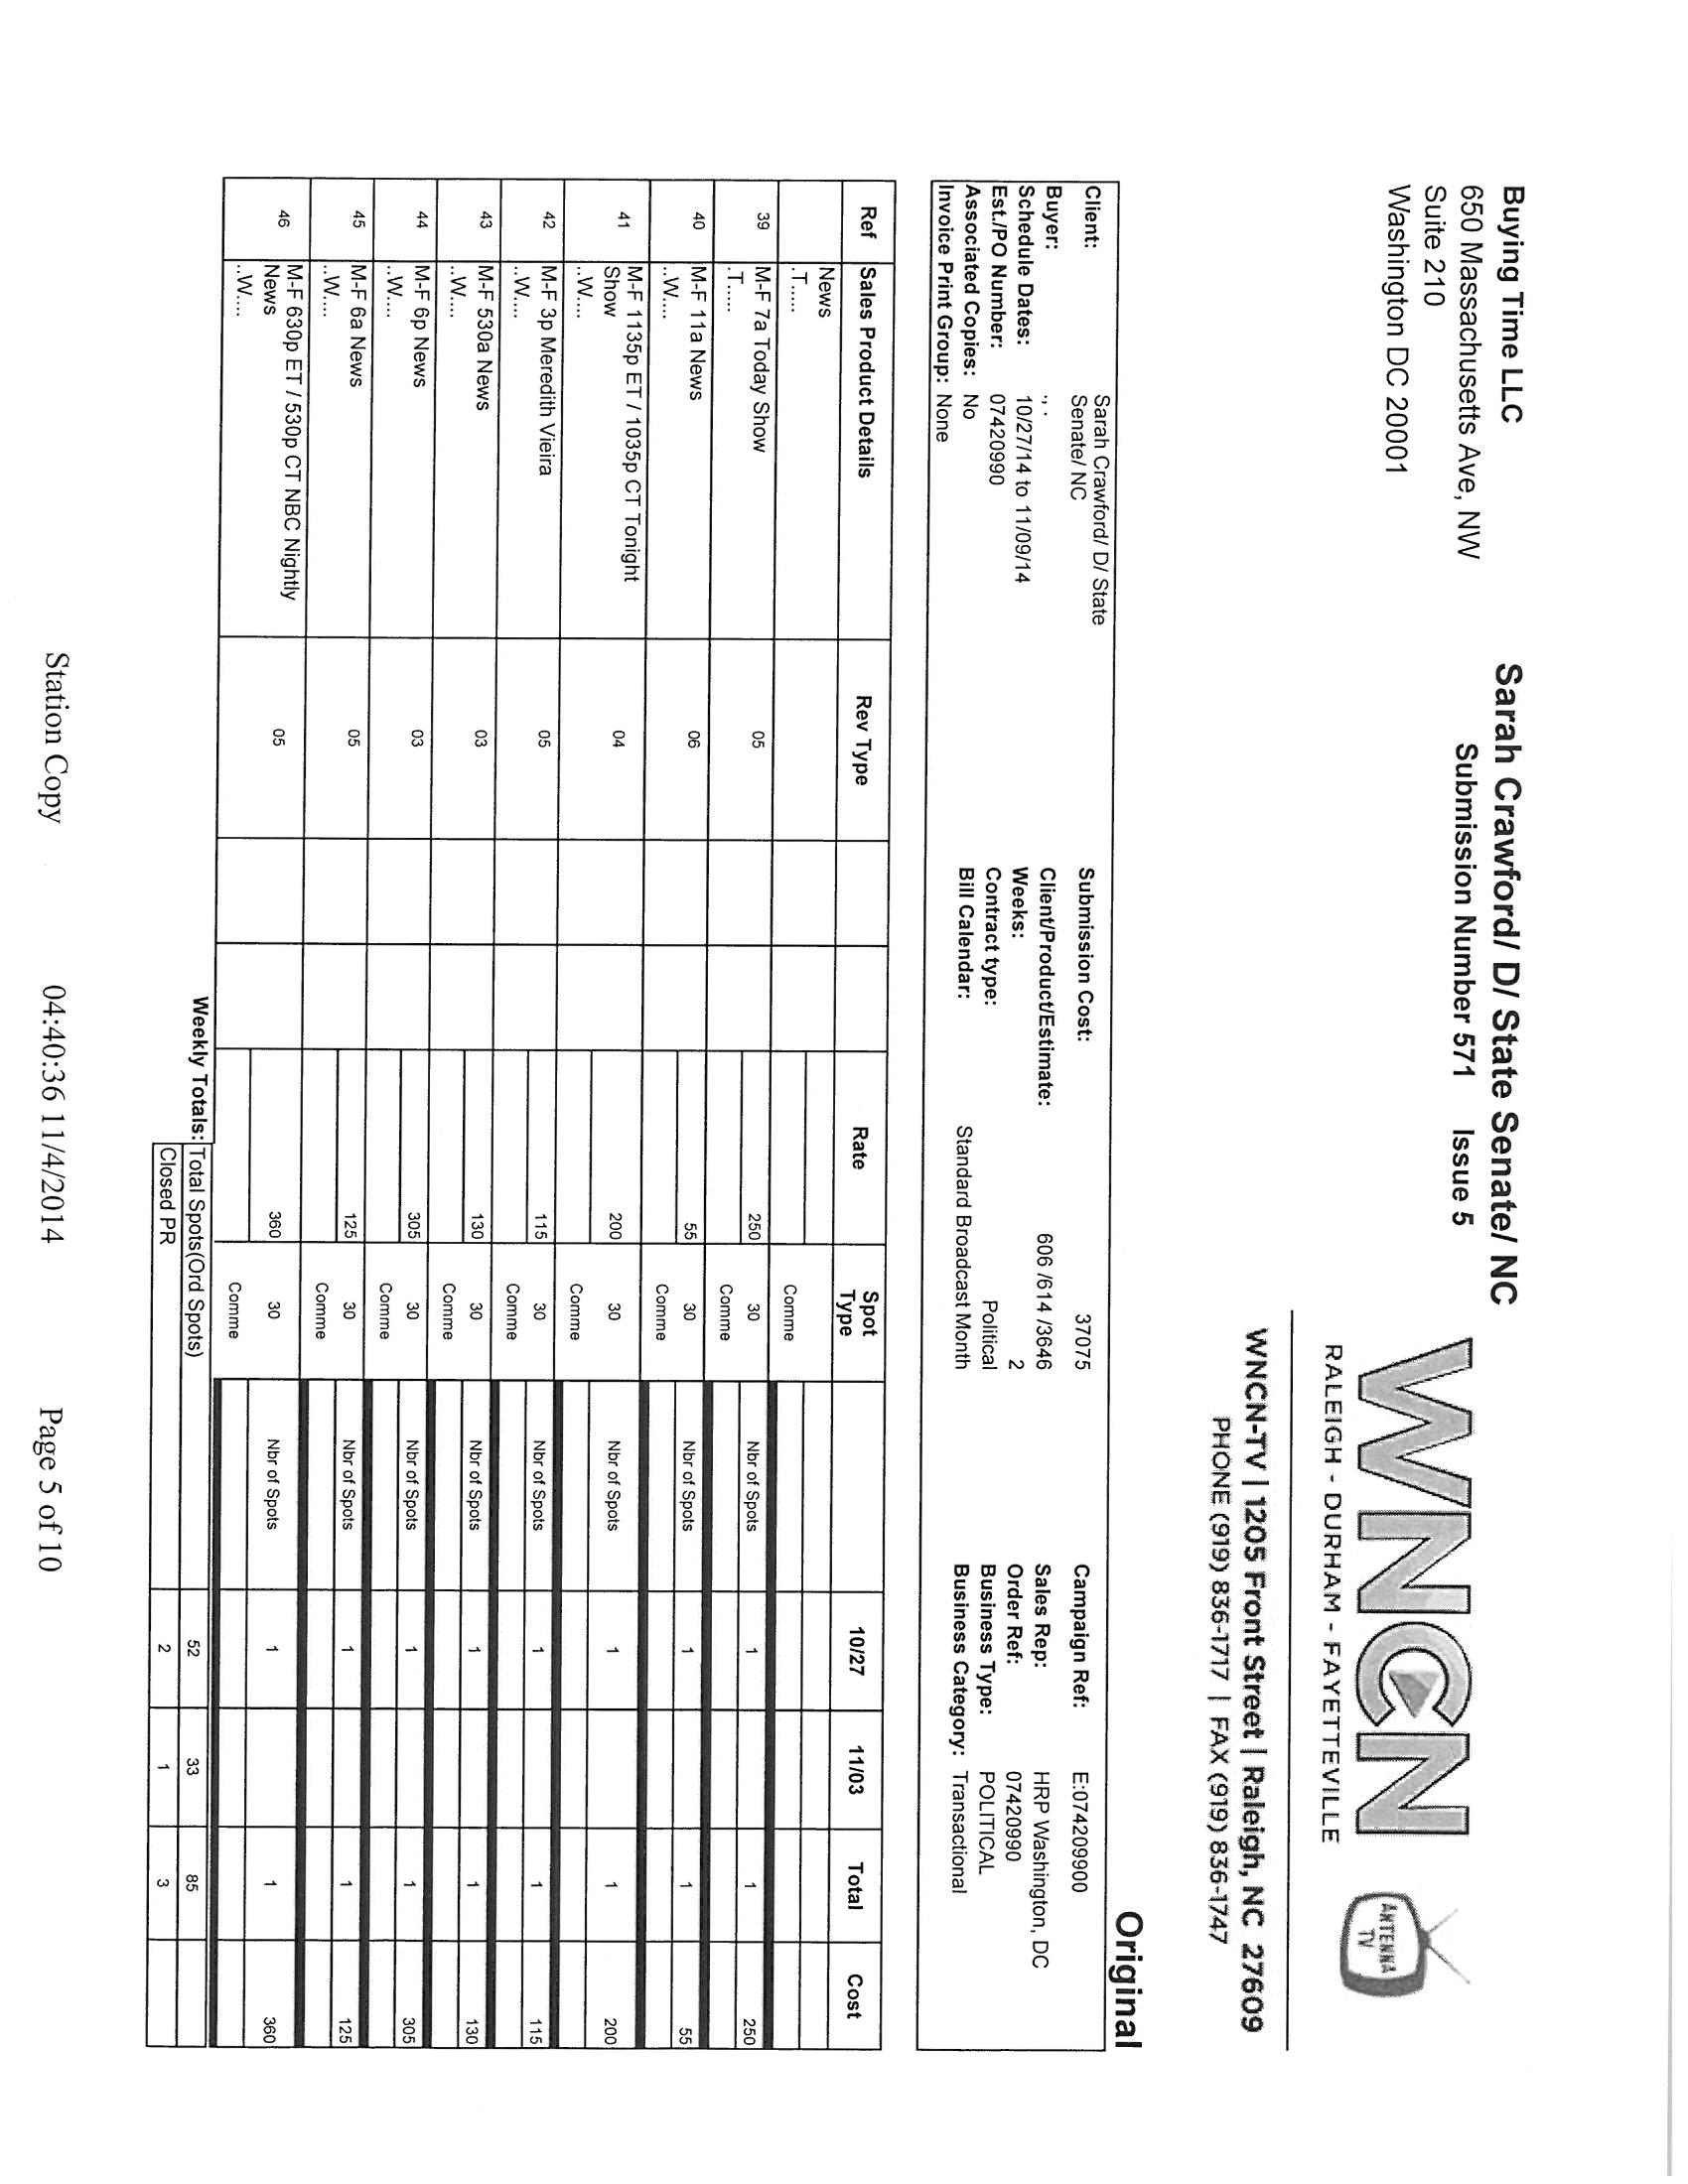 Buying Time LLC
650 Massachusetts Ave, NW
Suite 210
Washington DC 20001
Sarah Crawford/ D/ State Senate/ NC
Submission Number 571 Issue 5
WNCN
RALEIGH - DURHAM - FAYETTEVILLE
ANTENNA
TV
WNCN-TV | 1205 Front Street | Raleigh, NC 27609
PHONE (919) 836-1717 | FAX (919) 836-1747
Original
Client: Sarah Crawford/ D/ State
Senate/ NC
Buyer: , .
Schedule Dates: 10/27/14 to 11/09/14
Est./PO Number: 07420990
Associated Copies: No
Invoice Print Group: None
Submission Cost: 37075
Client/Product/Estimate: 606 /614 /3646
Weeks: 2
Contract type: Political
Bill Calendar: Standard Broadcast Month
Campaign Ref: E:074209900
Sales Rep: HRP Washington, DC
Order Ref: 07420990
Business Type: POLITICAL
Business Category: Transactional
Ref Sales Product Details Rev Type Rate Spot Type 10/27 11/03 Total Cost
News
.T..... Comme
39 M-F 7a Today Show 05 250 30 Nbr of Spots 1 1 250
.T..... Comme
40 M-F 11a News 06 55 30 Nbr of Spots 1 1 55
..W.... Comme
41 M-F 1135p ET / 1035p CT Tonight 04 200 30 Nbr of Spots 1 1 200
Show
..W.... Comme
42 M-F 3p Meredith Vieira 05 115 30 Nbr of Spots 1 1 115
..W.... Comme
43 M-F 530a News 03 130 30 Nbr of Spots 1 1 130
..W.... Comme
44 M-F 6p News 03 305 30 Nbr of Spots 1 1 305
..W.... Comme
45 M-F 6a News 05 125 30 Nbr of Spots 1 1 125
..W.... Comme
46 M-F 630p ET / 530p CT NBC Nightly 05 360 30 Nbr of Spots 1 1 360
News
..W.... Comme
Weekly Totals: Total Spots(Ord Spots) 52 33 85
Closed PR 2 1 3
Station Copy 04:40:36 11/4/2014 Page 5 of 10